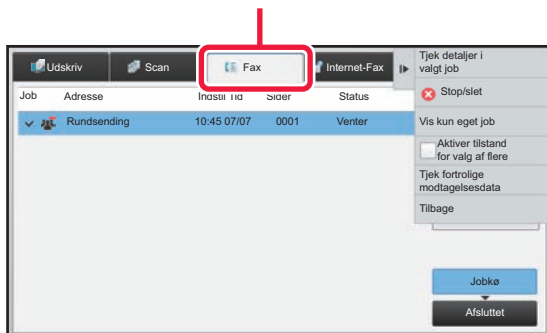 Udskriv
Scan
Fax
Internet-Fax
Job Adresse Indstil Tid Sider Status
Rundsending 10:45 07/07 0001 Venter
Tjek detaljer i
valgt job
Stop/slet
Vis kun eget job
Aktiver tilstand
for valg af flere
Tjek fortrolige
modtagelsesdata
Tilbage
Jobkø
Afsluttet